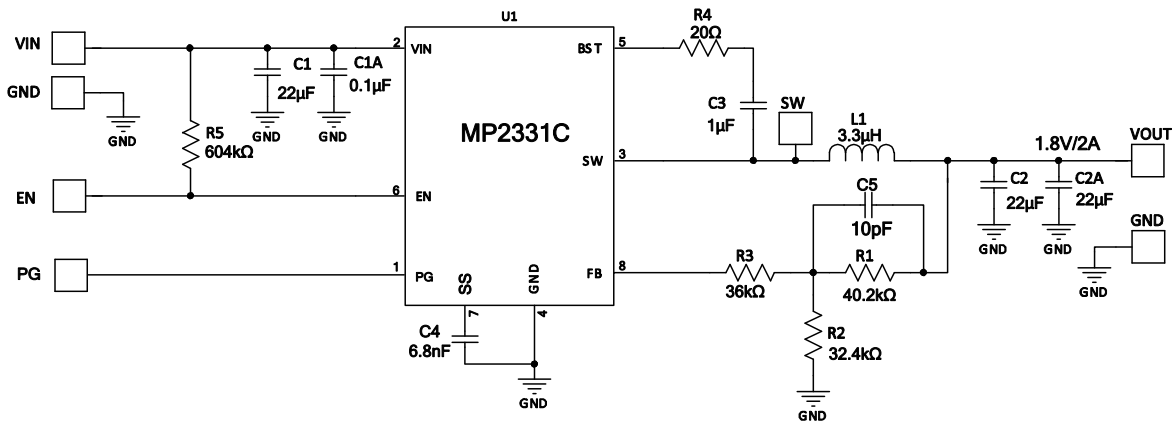 U1
R4
20Ω
VIN
2
VIN
BST
5
C1
22µF
C1A
0.1µF
GND
GND
GND
GND
C3
1µF
SW
L1
3.3µH
1.8V/2A
VOUT
R5
604kΩ
MP2331C
SW
3
C2
22µF
C2A
22µF
EN
6
EN
C5
10pF
GND
GND
GND
PG
1
PG
SS
GND
FB
8
R3
36kΩ
R1
40.2kΩ
GND
7
4
C4
6.8nF
R2
32.4kΩ
GND
GND